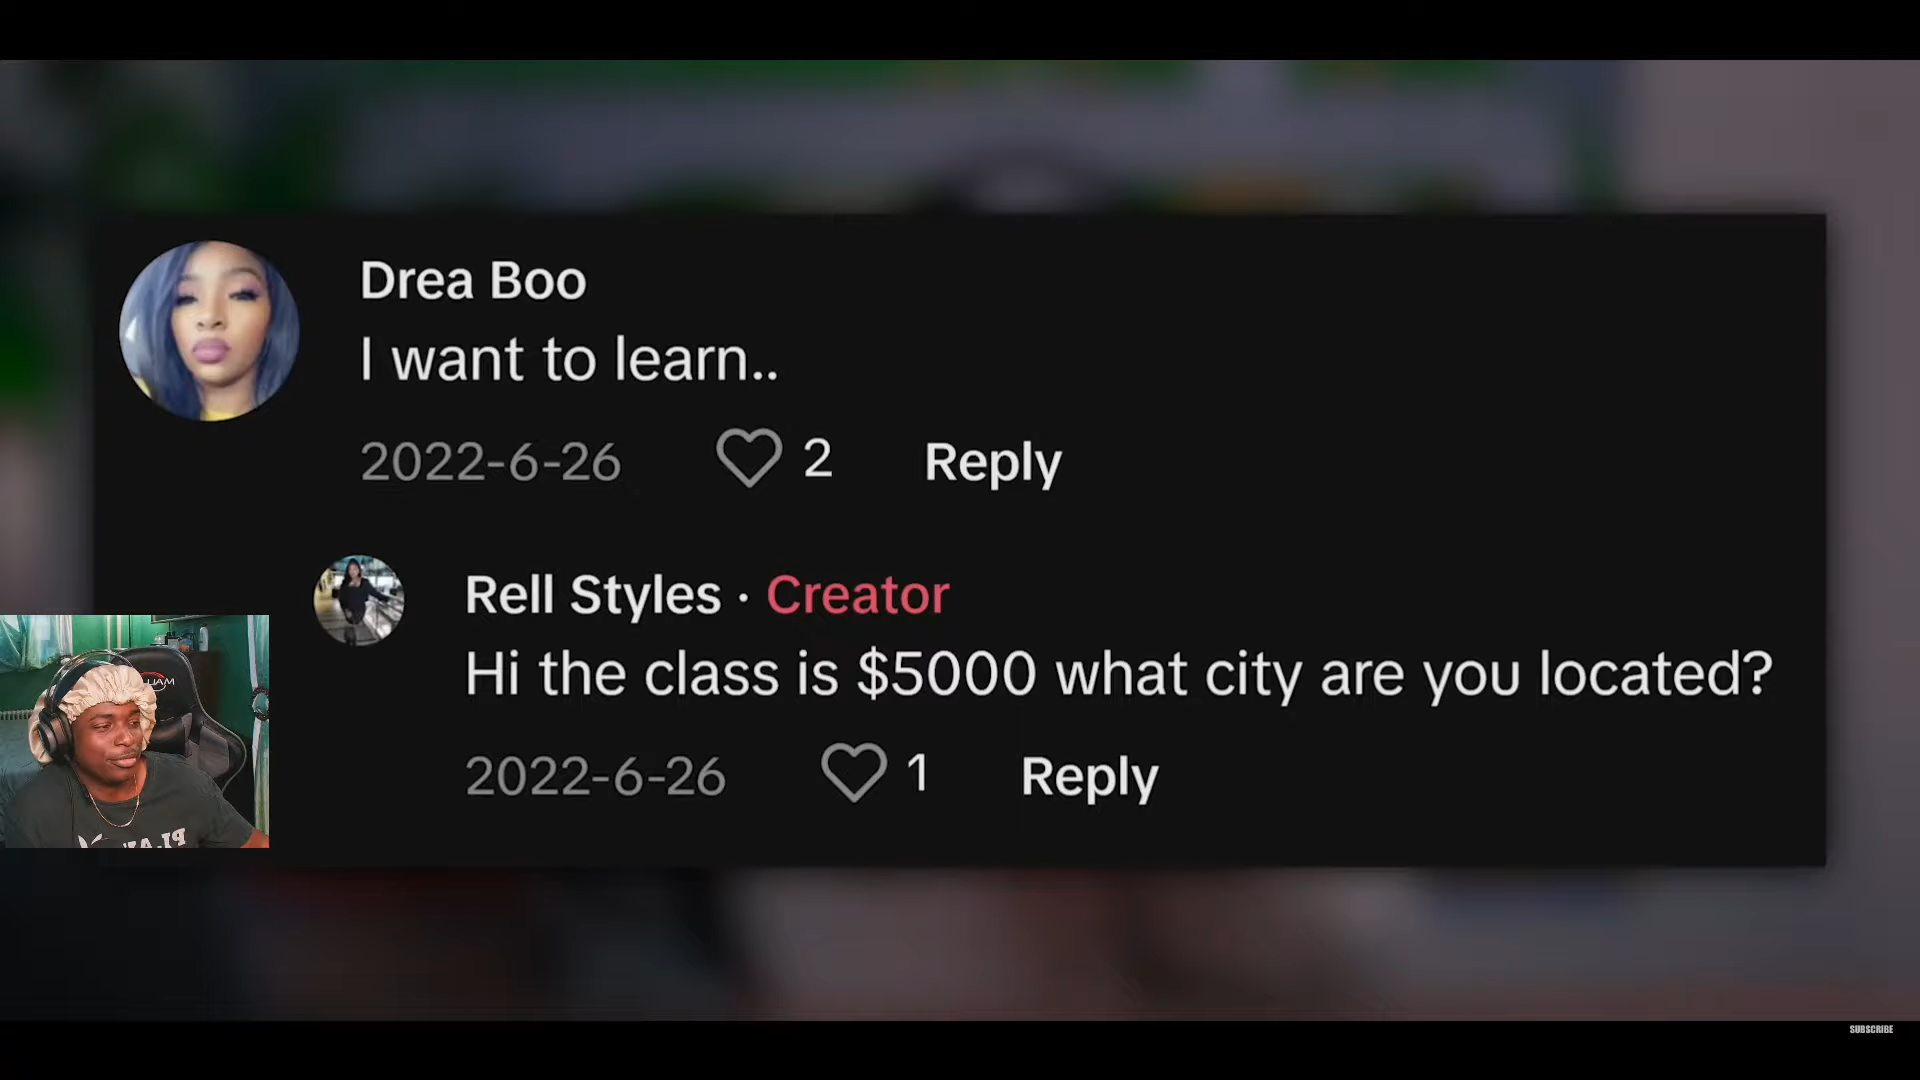 Drea Boo
I want to learn..
2022-6-26 2 Reply
Rell Styles · Creator
Hi the class is $5000 what city are you located?
2022-6-26 1 Reply
SUBSCRIBE